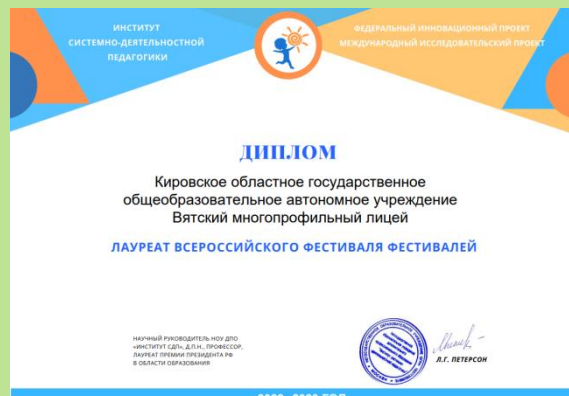 ИНСТИТУТ
СИСТЕМНО-ДЕЯТЕЛЬНОСТНОЙ
ПЕДАГОГИКИ
ФЕДЕРАЛЬНЫЙ ИННОВАЦИОННЫЙ ПРОЕКТ
МЕЖДУНАРОДНЫЙ ИССЛЕДОВАТЕЛЬСКИЙ ПРОЕКТ
ДИПЛОМ
Кировское областное государственное
общеобразовательное автономное учреждение
Вятский многопрофильный лицей
ЛАУРЕАТ ВСЕРОССИЙСКОГО ФЕСТИВАЛЯ ФЕСТИВАЛЕЙ
НАУЧНЫЙ РУКОВОДИТЕЛЬ НОУ ДПО
«ИНСТИТУТ СДП», Д.П.Н., ПРОФЕССОР,
ЛАУРЕАТ ПРЕМИИ ПРЕЗИДЕНТА РФ
В ОБЛАСТИ ОБРАЗОВАНИЯ
Л.Г. ПЕТЕРСОН